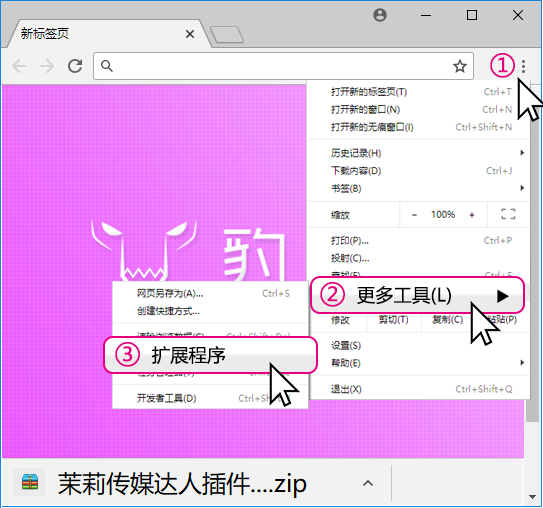 新标签页
①
打开新的标签页(T) Ctrl+T
打开新的窗口(N) Ctrl+N
打开新的无痕窗口(I) Ctrl+Shift+N
历史记录(H)
下载内容(D) Ctrl+J
书签(B)
缩放 - 100% +
打印(P)... Ctrl+P
投射(C)...
查找(F)... Ctrl+F
② 更多工具(L)
修改 剪切(T) 复制(C) 粘贴(P)
设置(S)
帮助(E)
退出(X) Ctrl+Shift+Q
豹
网页另存为(A)... Ctrl+S
创建快捷方式...
清除浏览数据(C)... Ctrl+Shift+Del
③ 扩展程序
任务管理器(T) Shift+
开发者工具(D) Ctrl+Sh
茉莉传媒达人插件....zip